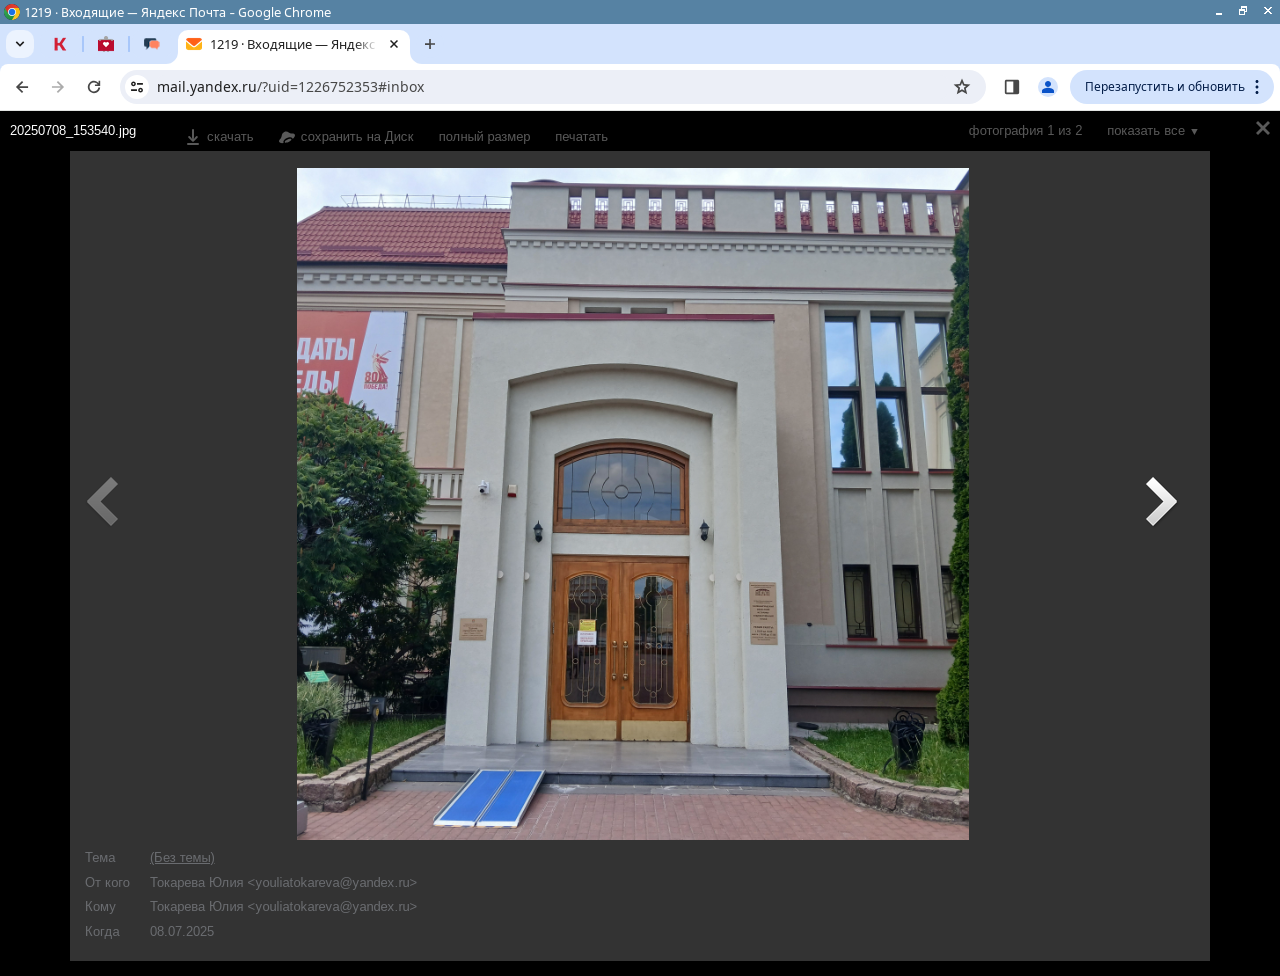 1219 · Входящие — Яндекс Почта - Google Chrome
K
1219 · Входящие — Яндекс
mail.yandex.ru/?uid=1226752353#inbox
Перезапустить и обновить
20250708_153540.jpg
скачать
сохранить на Диск
полный размер
печатать
фотография 1 из 2
показать все ▼
ДАТЫ
ЕДЫ
80
ПОБЕДА!
Тема (Без темы)
От кого Токарева Юлия <youliatokareva@yandex.ru>
Кому Токарева Юлия <youliatokareva@yandex.ru>
Когда 08.07.2025